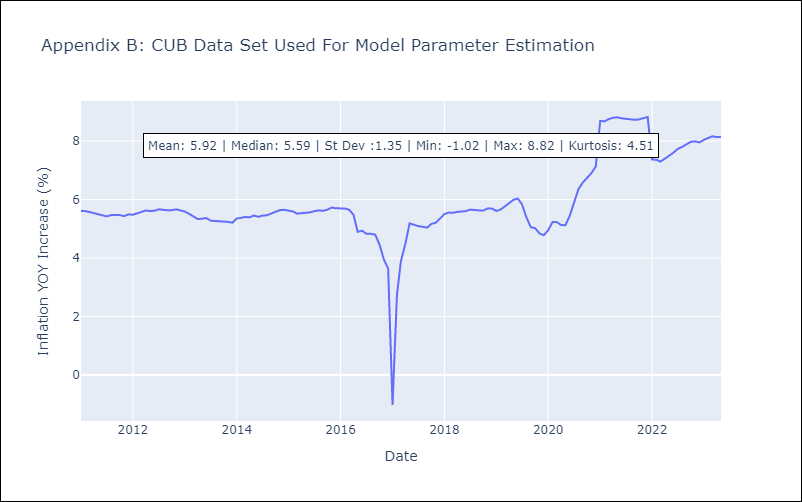 Appendix B: CUB Data Set Used For Model Parameter Estimation
Mean: 5.92 | Median: 5.59 | St Dev :1.35 | Min: -1.02 | Max: 8.82 | Kurtosis: 4.51
Inflation YOY Increase (%)
8
6
4
2
0
2012
2014
2016
2018
2020
2022
Date